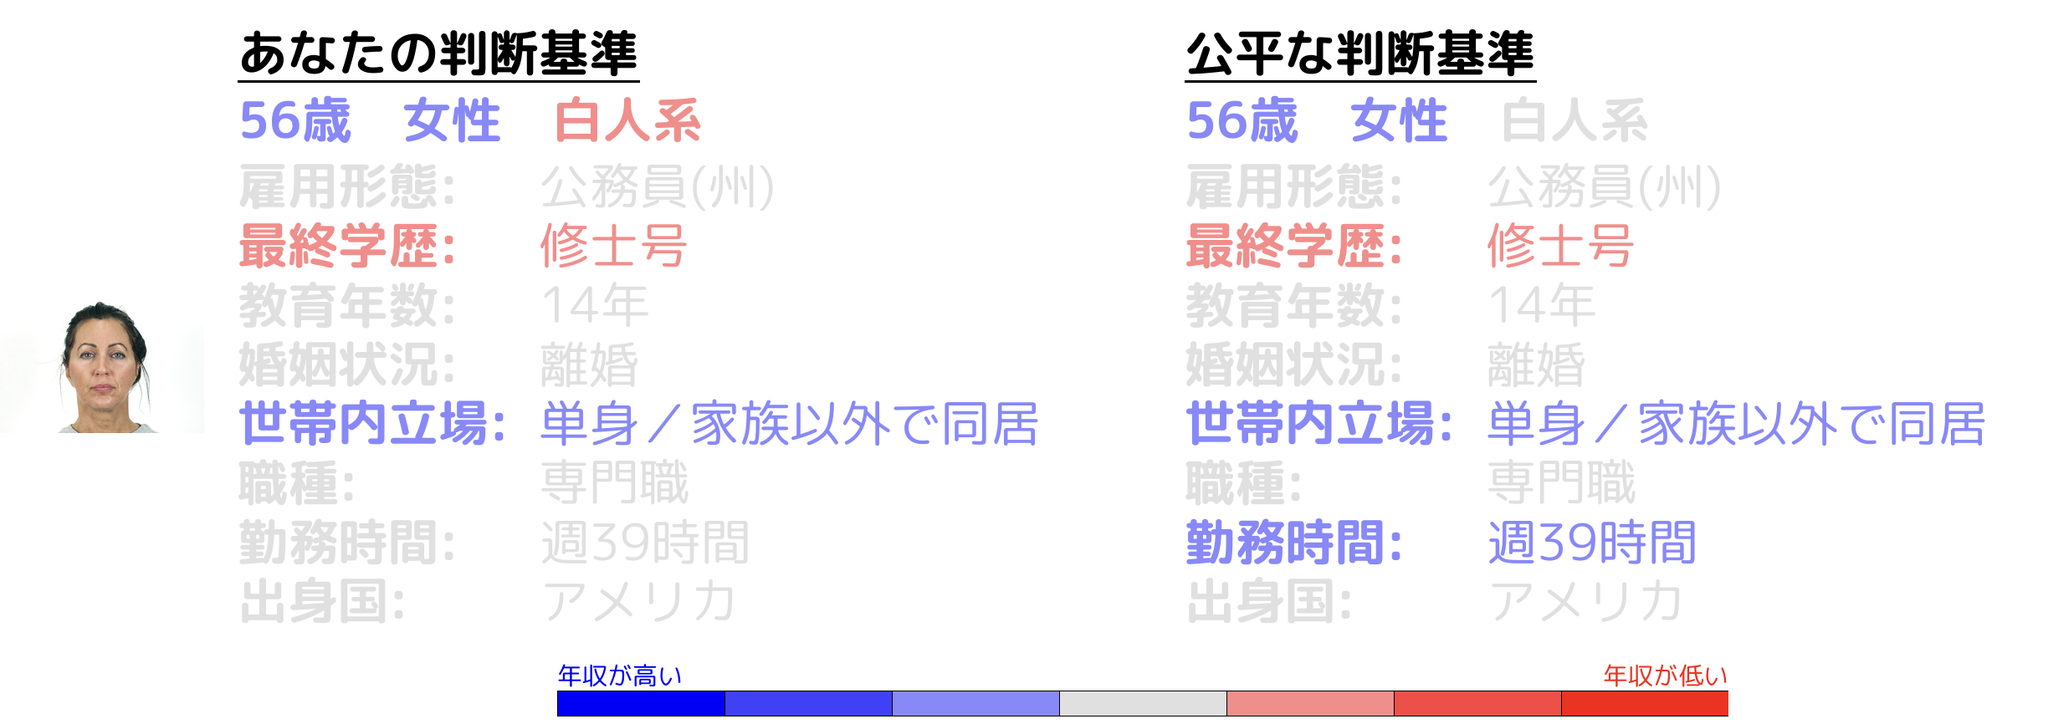 あなたの判断基準
56歳 女性 白人系
雇用形態: 公務員(州)
最終学歴: 修士号
教育年数: 14年
婚姻状況: 離婚
世帯内立場: 単身／家族以外で同居
職種: 専門職
勤務時間: 週39時間
出身国: アメリカ
公平な判断基準
56歳 女性 白人系
雇用形態: 公務員(州)
最終学歴: 修士号
教育年数: 14年
婚姻状況: 離婚
世帯内立場: 単身／家族以外で同居
職種: 専門職
勤務時間: 週39時間
出身国: アメリカ
年収が高い 年収が低い